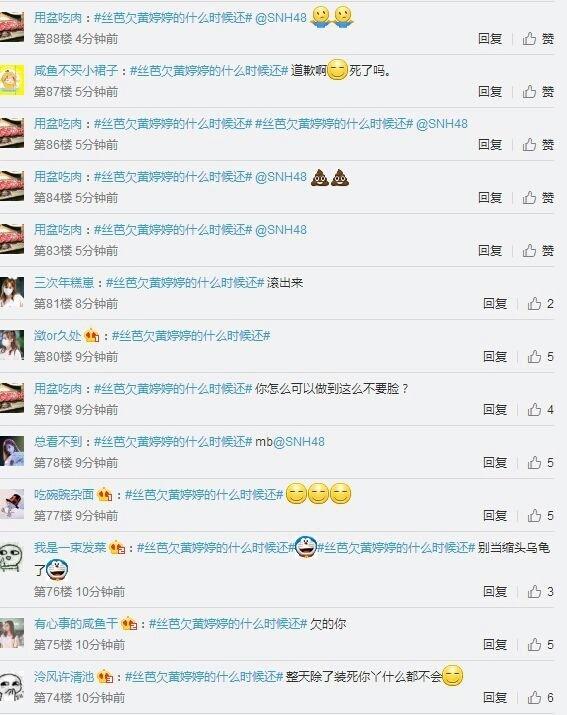 用盆吃肉：#丝芭欠黄婷婷的什么时候还# @SNH48
第88楼 4分钟前 回复 赞
咸鱼不买小裙子：#丝芭欠黄婷婷的什么时候还# 道歉啊 死了吗。
第87楼 5分钟前 回复 赞
用盆吃肉：#丝芭欠黄婷婷的什么时候还# #丝芭欠黄婷婷的什么时候还# @SNH48
第86楼 5分钟前 回复 赞
用盆吃肉：#丝芭欠黄婷婷的什么时候还# @SNH48
第84楼 5分钟前 回复 赞
用盆吃肉：#丝芭欠黄婷婷的什么时候还# @SNH48
第83楼 5分钟前 回复 赞
三次年糕崽：#丝芭欠黄婷婷的什么时候还# 滚出来
第81楼 8分钟前 回复 2
澂or久处：#丝芭欠黄婷婷的什么时候还#
第80楼 9分钟前 回复 5
用盆吃肉：#丝芭欠黄婷婷的什么时候还# 你怎么可以做到这么不要脸？
第79楼 9分钟前 回复 4
总看不到：#丝芭欠黄婷婷的什么时候还# mb@SNH48
第78楼 9分钟前 回复 5
吃碗豌杂面：#丝芭欠黄婷婷的什么时候还#
第77楼 9分钟前 回复 5
我是一束发菜：#丝芭欠黄婷婷的什么时候还# #丝芭欠黄婷婷的什么时候还# 别当缩头乌龟
了
第76楼 10分钟前 回复 3
有心事的咸鱼干：#丝芭欠黄婷婷的什么时候还# 欠的你
第75楼 10分钟前 回复 5
泠风许清池：#丝芭欠黄婷婷的什么时候还# 整天除了装死你丫什么都不会
第74楼 10分钟前 回复 6